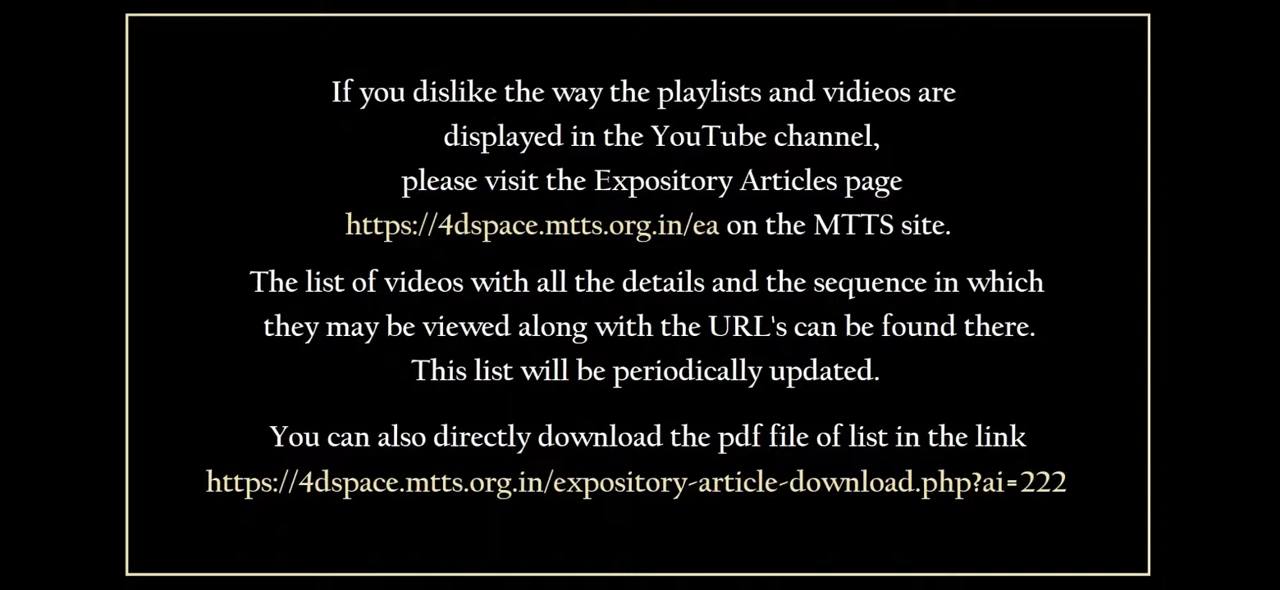 If you dislike the way the playlists and vidieos are
displayed in the YouTube channel,
please visit the Expository Articles page
https://4dspace.mtts.org.in/ea on the MTTS site.
The list of videos with all the details and the sequence in which
they may be viewed along with the URL's can be found there.
This list will be periodically updated.
You can also directly download the pdf file of list in the link
https://4dspace.mtts.org.in/expository-article-download.php?ai=222